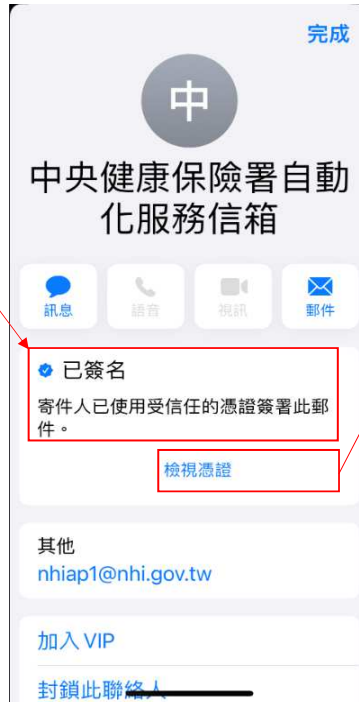 完成
中
中央健康保險署自動
化服務信箱
訊息
語音
視訊
郵件
已簽名
寄件人已使用受信任的憑證簽署此郵
件。
檢視憑證
其他
nhiap1@nhi.gov.tw
加入 VIP
封鎖此聯絡人